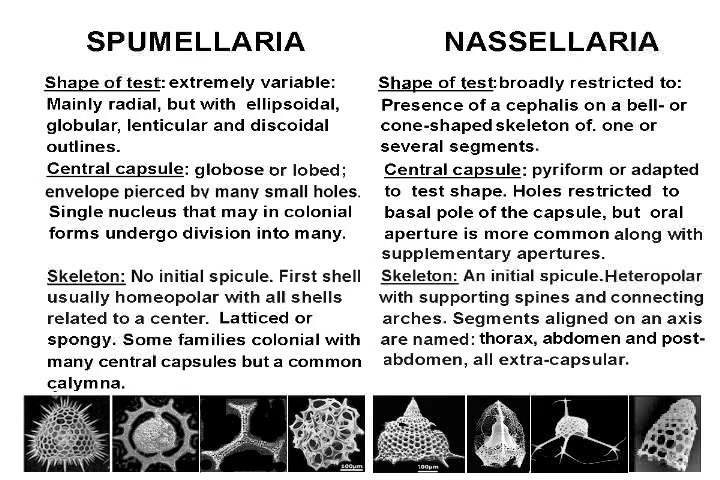 SPUMELLARIA
Shape of test: extremely variable:
Mainly radial, but with ellipsoidal,
globular, lenticular and discoidal
outlines.
Central capsule: globose or lobed;
envelope pierced by many small holes.
Single nucleus that may in colonial
forms undergo division into many.
Skeleton: No initial spicule. First shell
usually homeopolar with all shells
related to a center. Latticed or
spongy. Some families colonial with
many central capsules but a common
calymna.
100µm
NASSELLARIA
Shape of test:broadly restricted to:
Presence of a cephalis on a bell- or
cone-shaped skeleton of. one or
several segments.
Central capsule: pyriform or adapted
to test shape. Holes restricted to
basal pole of the capsule, but oral
aperture is more common along with
supplementary apertures.
Skeleton: An initial spicule.Heteropolar
with supporting spines and connecting
arches. Segments aligned on an axis
are named: thorax, abdomen and post-
abdomen, all extra-capsular.
100µm